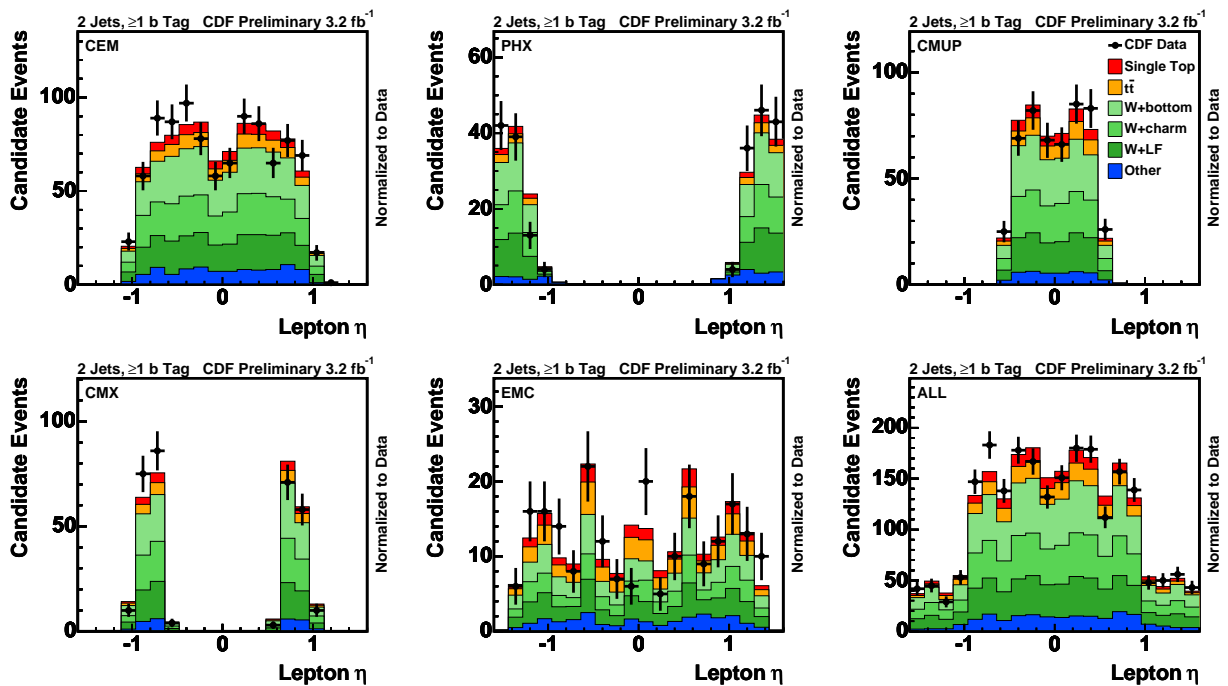 2 Jets, ≥1 b Tag CDF Preliminary 3.2 fb⁻¹
CEM
Candidate Events
100
50
0
-1 0 1
Lepton η
Normalized to Data
2 Jets, ≥1 b Tag CDF Preliminary 3.2 fb⁻¹
PHX
Candidate Events
60
40
20
0
-1 0 1
Lepton η
Normalized to Data
2 Jets, ≥1 b Tag CDF Preliminary 3.2 fb⁻¹
CMUP
Candidate Events
100
50
0
-1 0 1
Lepton η
Normalized to Data
CDF Data
Single Top
tt̄
W+bottom
W+charm
W+LF
Other
2 Jets, ≥1 b Tag CDF Preliminary 3.2 fb⁻¹
CMX
Candidate Events
100
50
0
-1 0 1
Lepton η
Normalized to Data
2 Jets, ≥1 b Tag CDF Preliminary 3.2 fb⁻¹
EMC
Candidate Events
30
20
10
0
-1 0 1
Lepton η
Normalized to Data
2 Jets, ≥1 b Tag CDF Preliminary 3.2 fb⁻¹
ALL
Candidate Events
200
150
100
50
0
-1 0 1
Lepton η
Normalized to Data